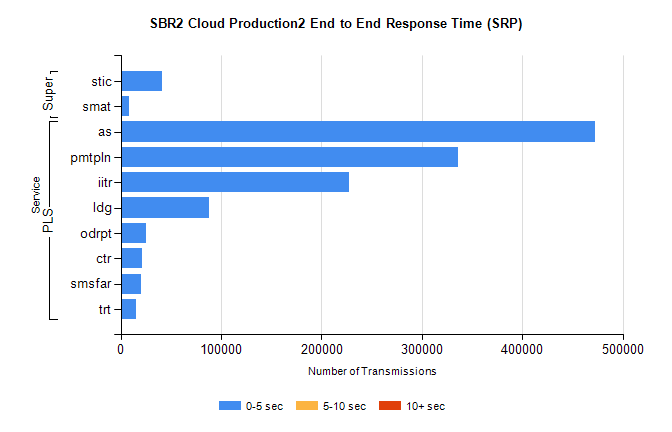 SBR2 Cloud Production2 End to End Response Time (SRP)
Super
stic
smat
Service
PLS
as
pmtpln
iitr
ldg
odrpt
ctr
smsfar
trt
0 100000 200000 300000 400000 500000
Number of Transmissions
0-5 sec 5-10 sec 10+ sec